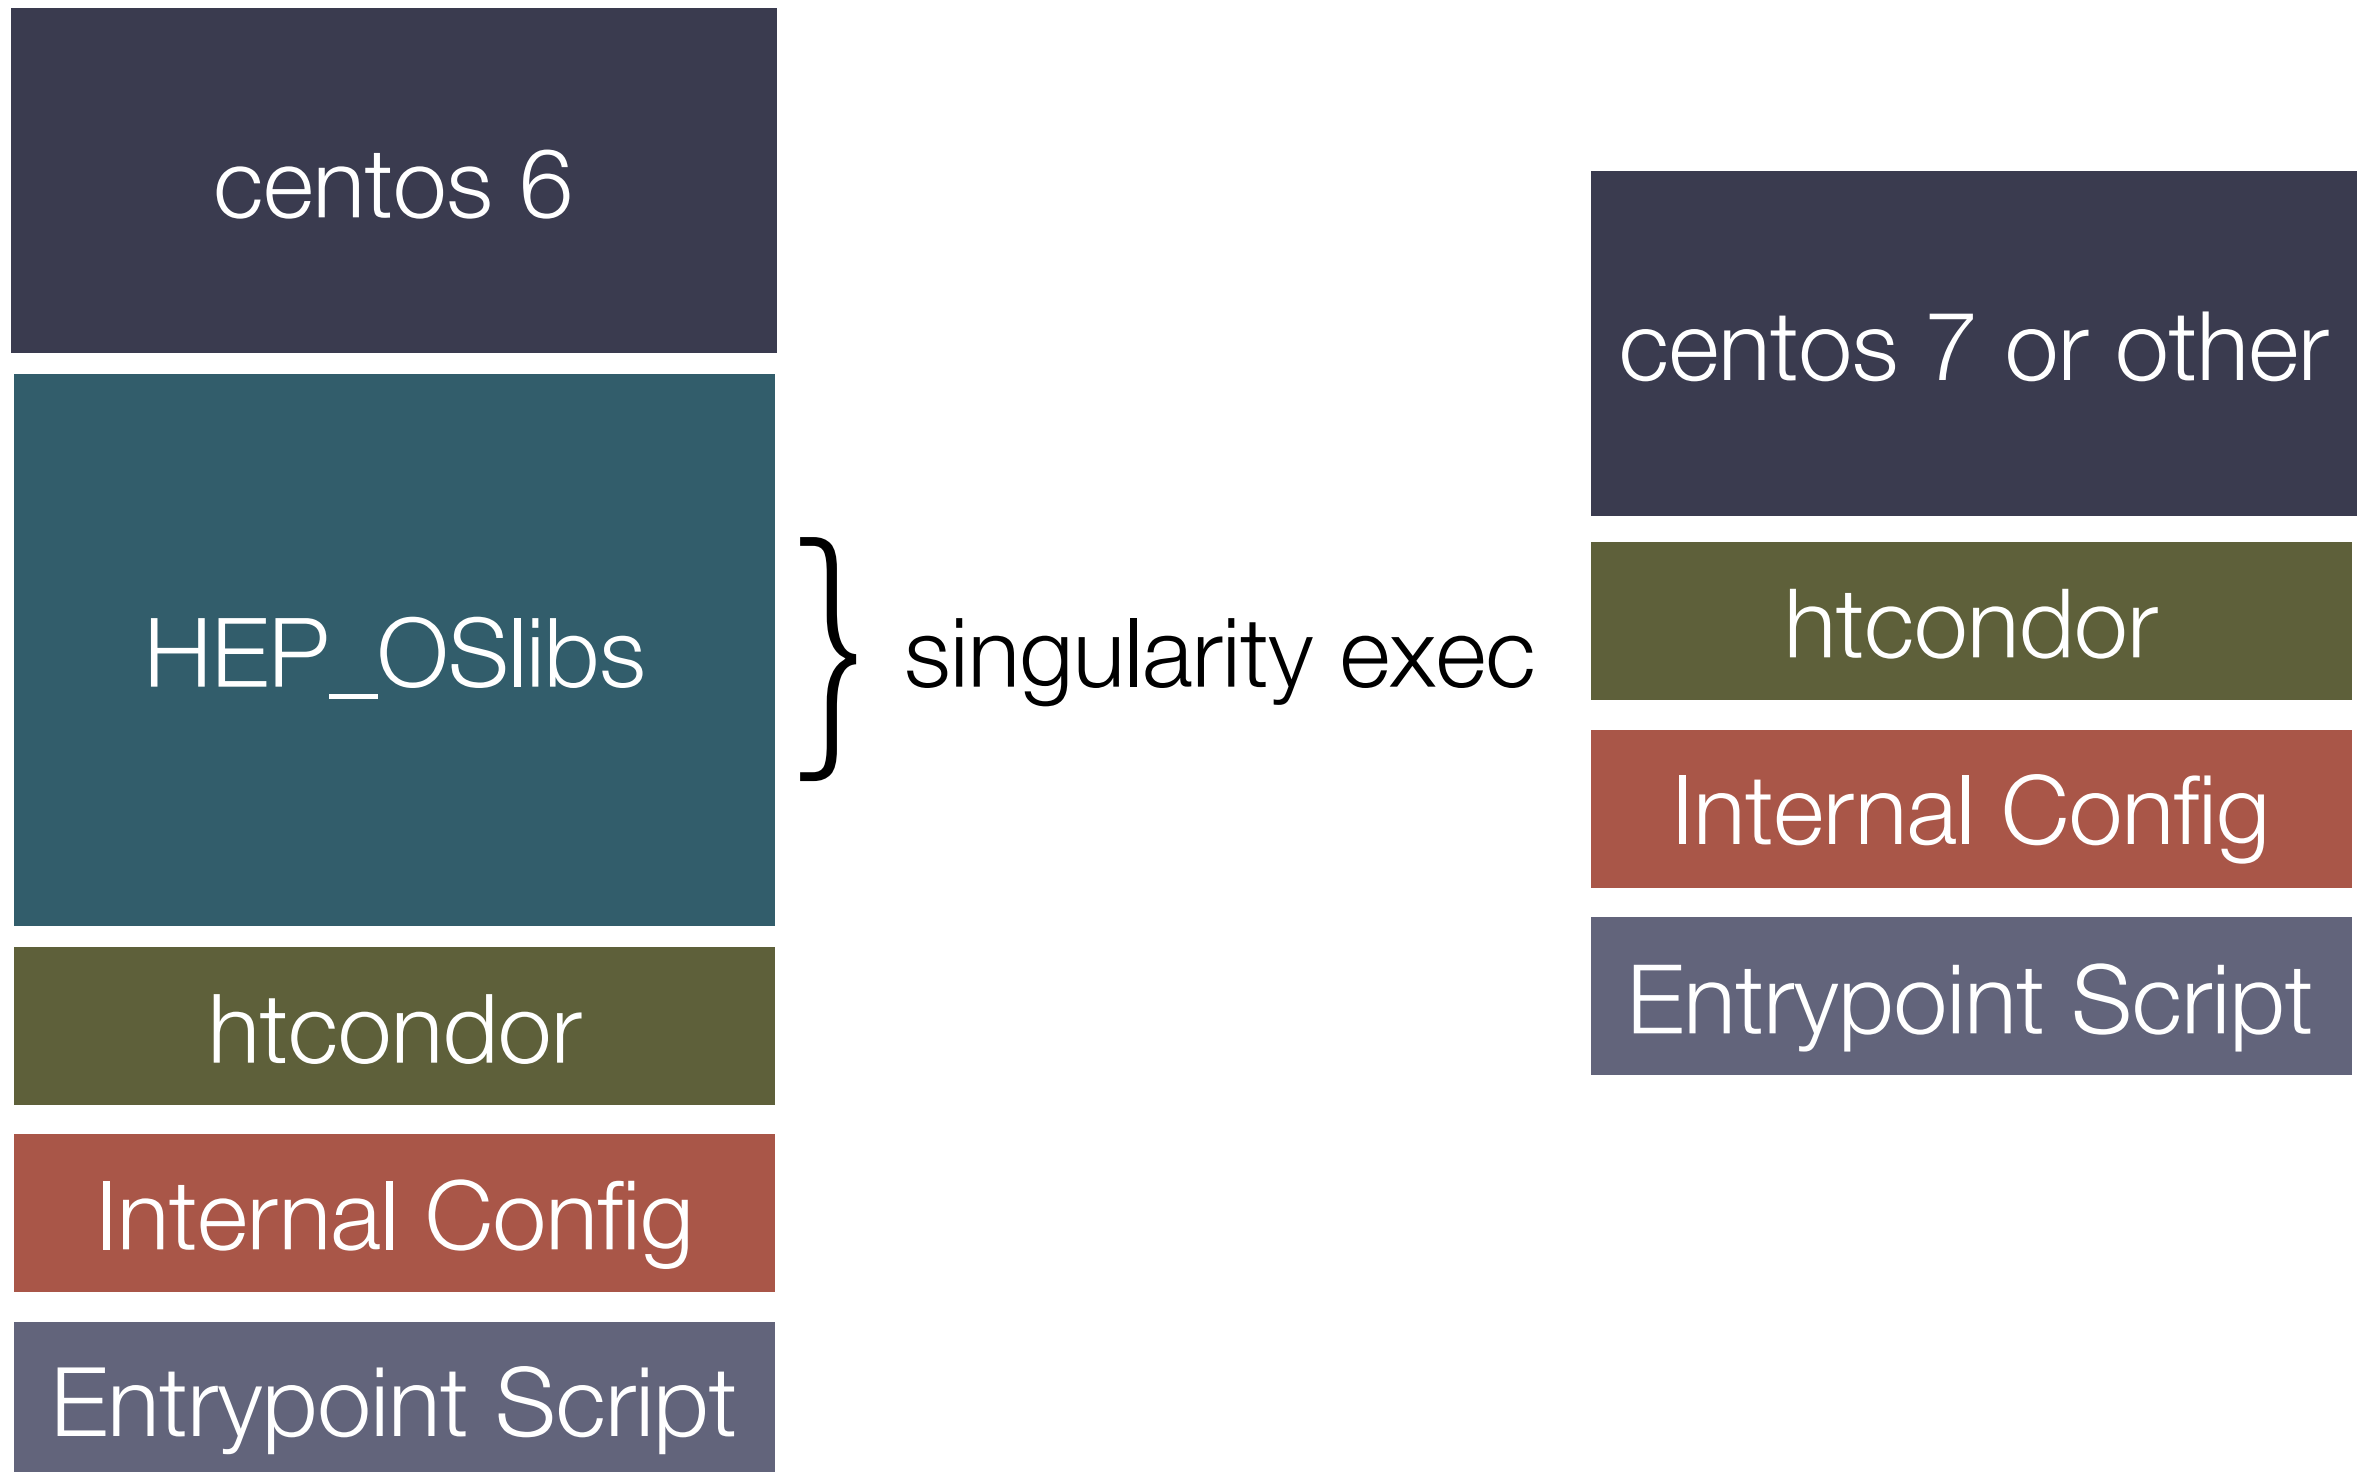 centos 6
HEP_OSlibs
htcondor
Internal Config
Entrypoint Script
singularity exec
centos 7 or other
htcondor
Internal Config
Entrypoint Script